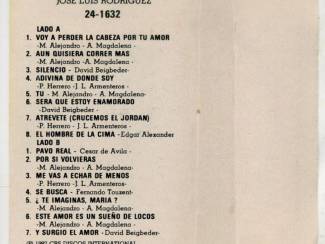 JOSE LUIS RODRIGUEZ
24-1632
LADO A
1. VOY A PERDER LA CABEZA POR TU AMOR
-M. Alejandro - A. Magdalena -
2. AUN QUISIERA CORRER MAS
-M. Alejandro - A. Magdalena-
3. SILENCIO - David Beigbeder-
4. ADIVINA DE DONDE SOY
-P. Herrero - J. L. Armenteros -
5. TU - M. Alejandro - A. Magdalena-
6. SERA QUE ESTOY ENAMORADO
-David Beigbeder -
7. ATREVETE (CRUCEMOS EL JORDAN)
-P. Herrero - J. L. Armenteros -
8. EL HOMBRE DE LA CIMA -Edgar Alexander
LADO B
1. PAVO REAL - Cesar de Avila -
2. POR SI VOLVIERAS
-M. Alejandro - A. Magdalena-
3. ME VAS A ECHAR DE MENOS
-P. Herrero - J. L. Armenteros
4. SE BUSCA - Fernando Tousent-
5. ¿ TE IMAGINAS, MARIA ?
-M. Alejandro - A. Magdalena-
6. ESTE AMOR ES UN SUEÑO DE LOCOS
-M. Alejandro - A. Magdalena -
7. Y SURGIO EL AMOR -David Beigbeder-
CBS DISCOS INTERNATIONAL